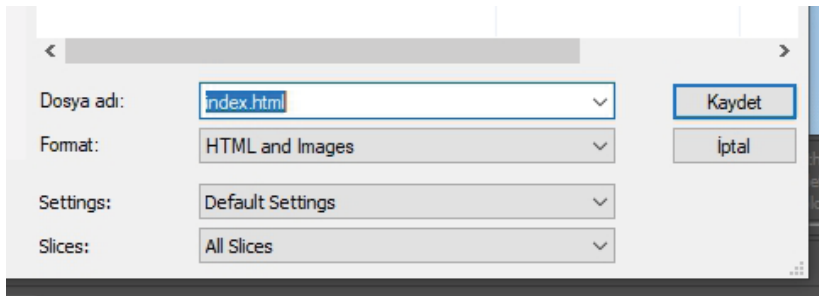 Dosya adı: index.html Kaydet
Format: HTML and Images İptal
Settings: Default Settings
Slices: All Slices